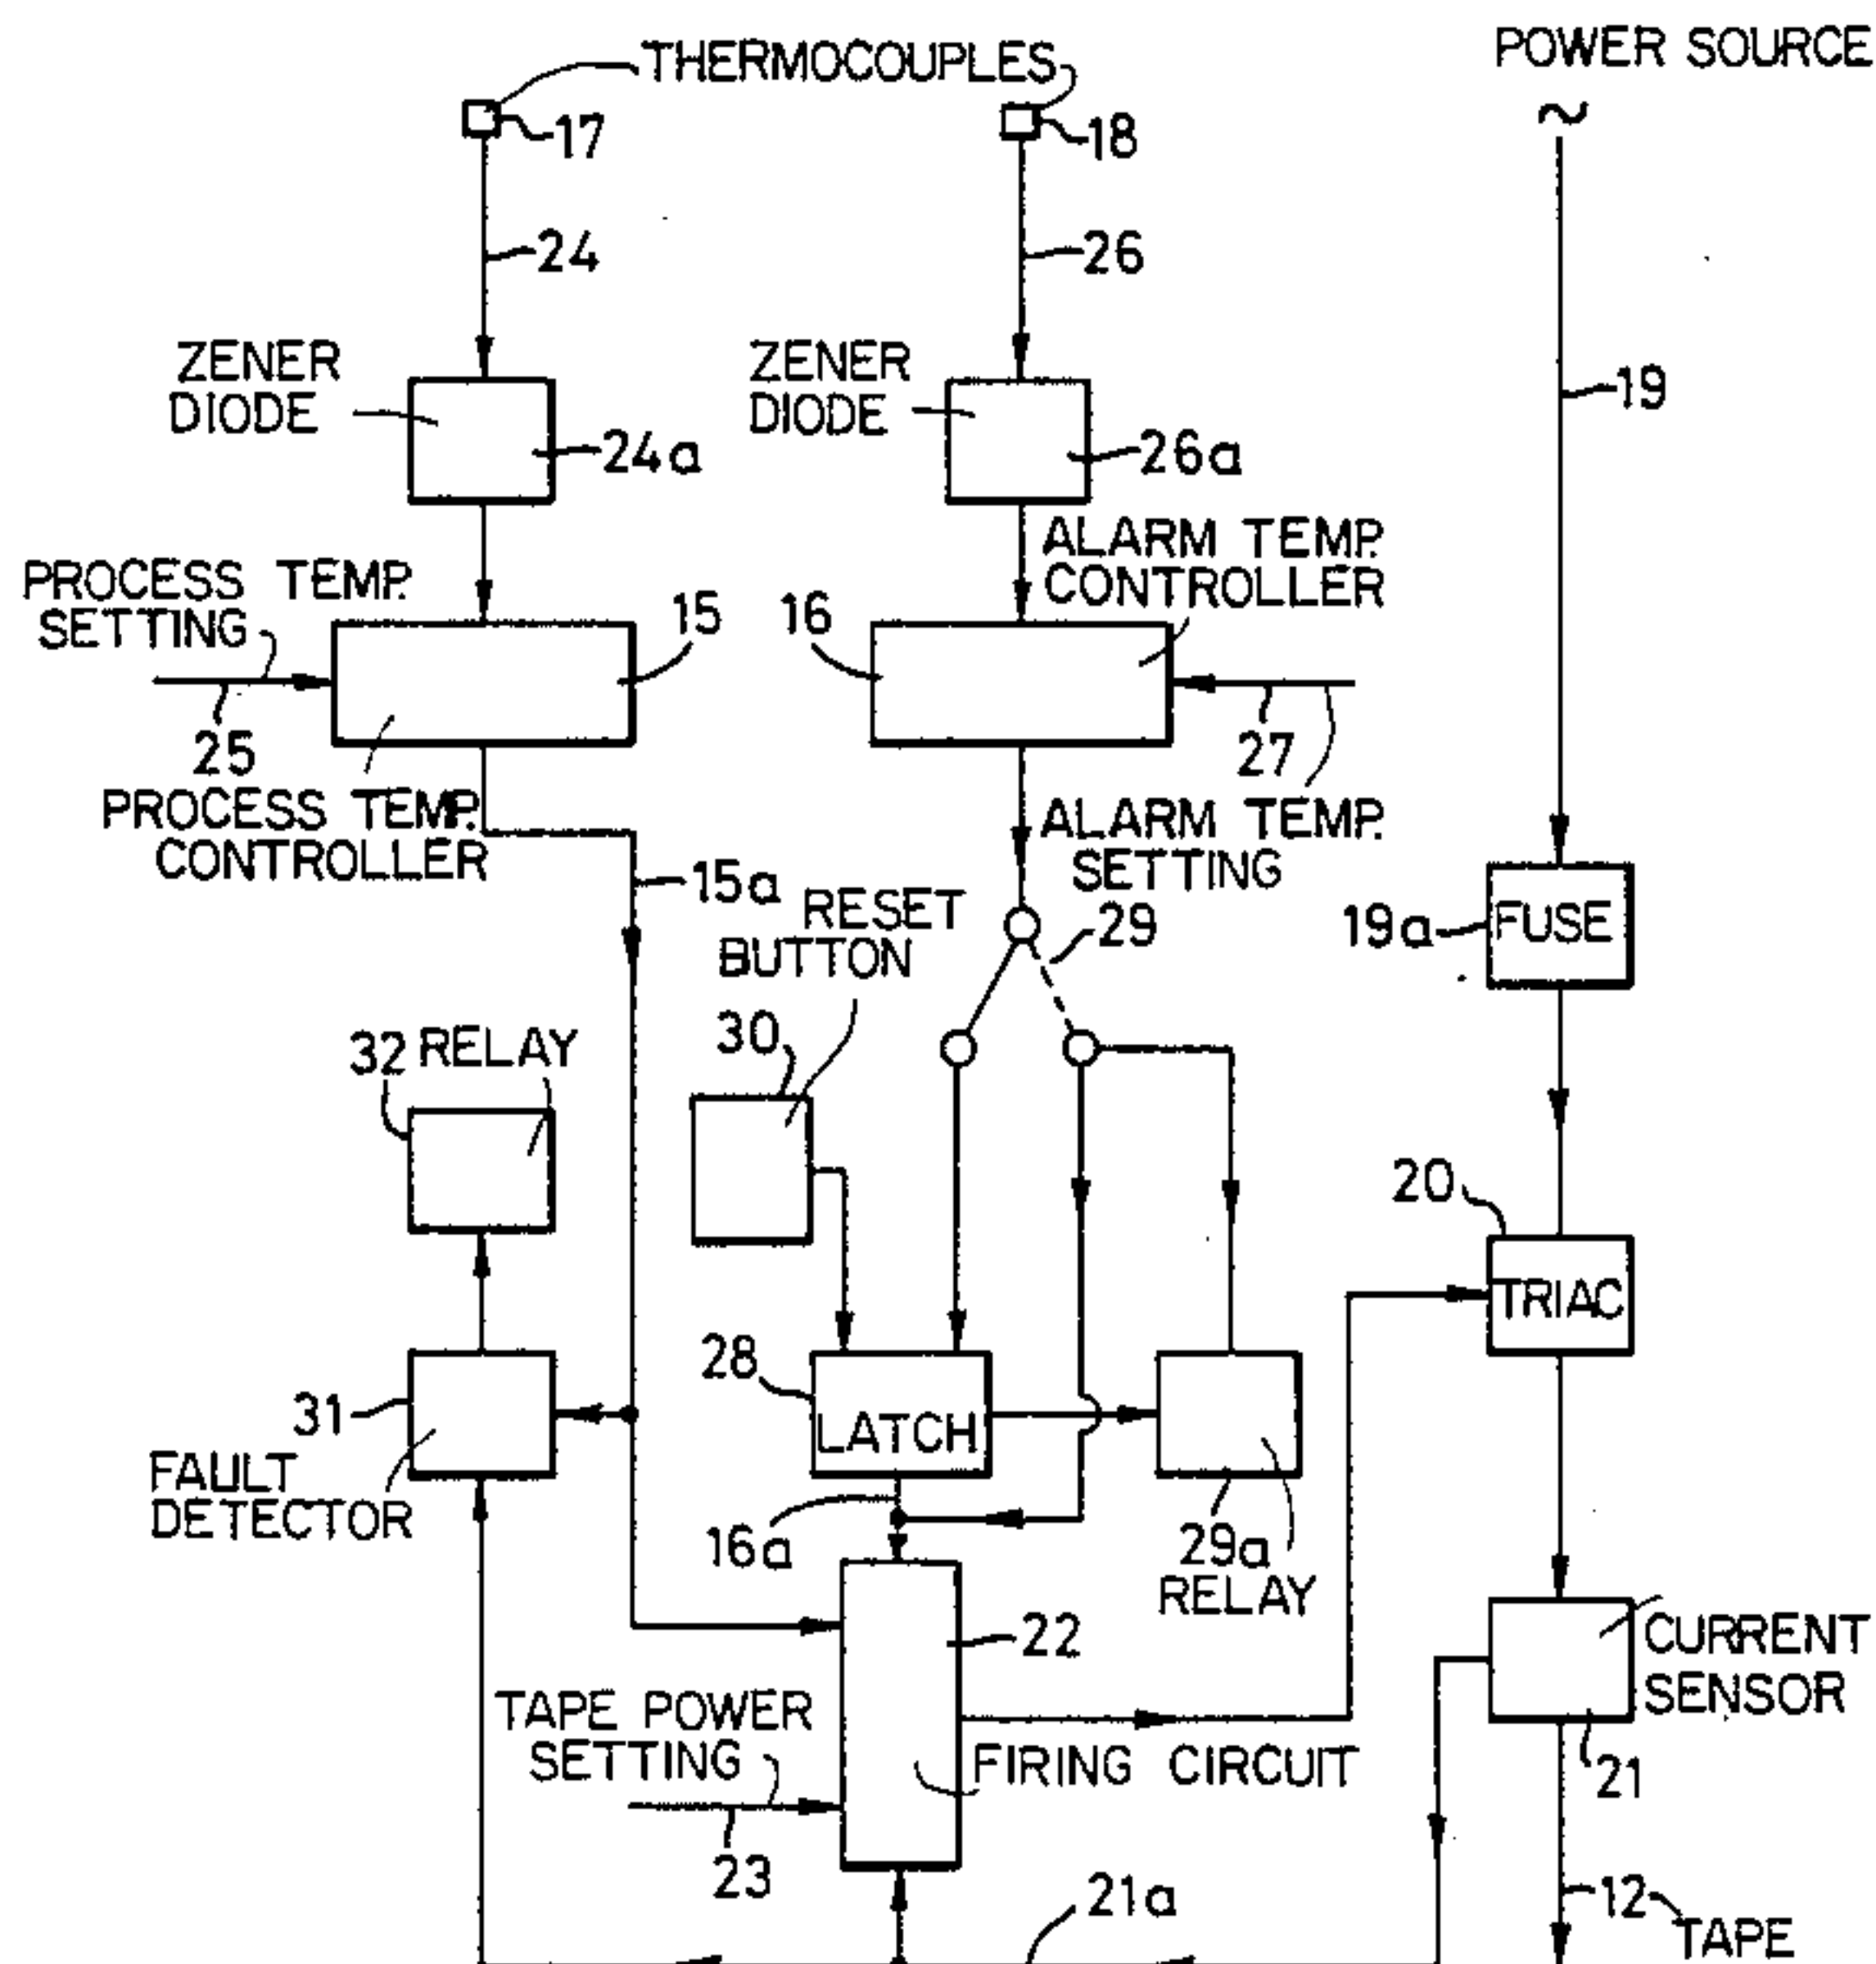 THERMOCOUPLES
POWER SOURCE
~
17
18
24
26
19
ZENER
DIODE
24a
ZENER
DIODE
26a
PROCESS TEMP.
SETTING
25
15
16
ALARM TEMP.
CONTROLLER
27
PROCESS TEMP.
CONTROLLER
ALARM TEMP.
SETTING
15a
RESET
BUTTON
29
19a
FUSE
32
RELAY
30
20
TRIAC
31
FAULT
DETECTOR
28
LATCH
16a
29a
RELAY
22
TAPE POWER
SETTING
23
FIRING CIRCUIT
CURRENT
SENSOR
21
21a
12
TAPE